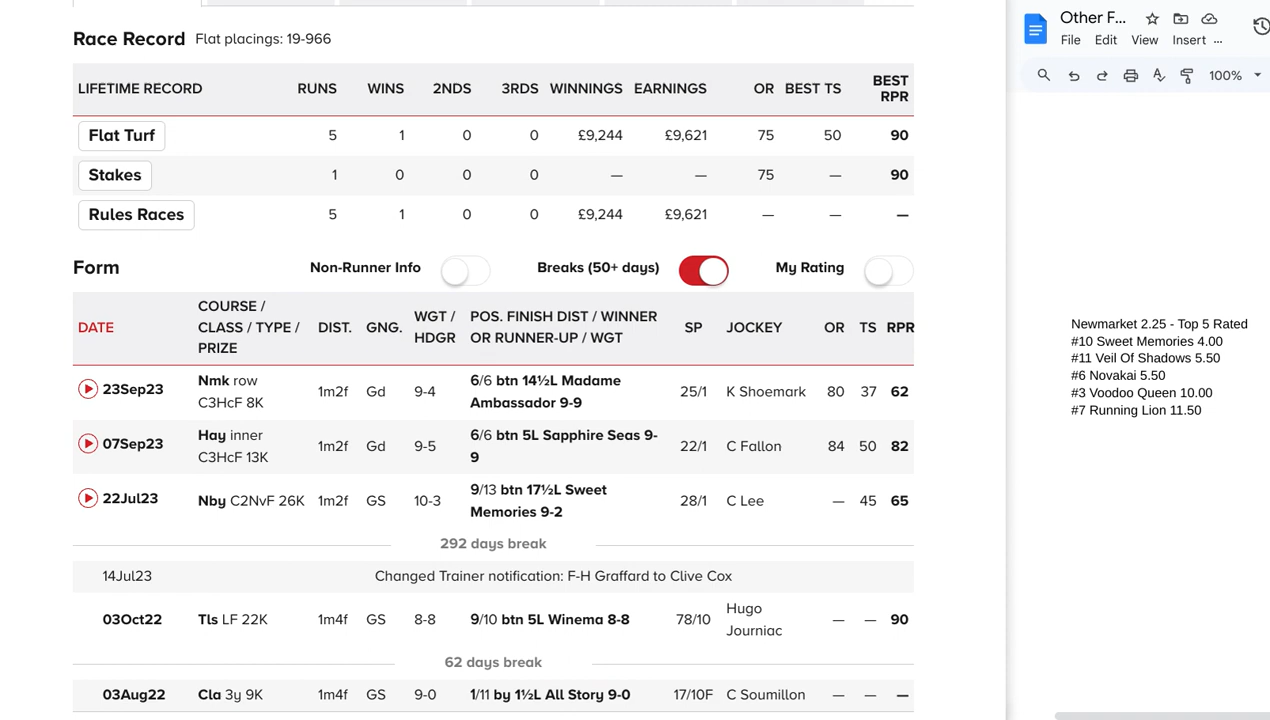 Race Record Flat placings: 19-966
LIFETIME RECORD RUNS WINS 2NDS 3RDS WINNINGS EARNINGS OR BEST TS BEST RPR
Flat Turf 5 1 0 0 £9,244 £9,621 75 50 90
Stakes 1 0 0 0 — — 75 — 90
Rules Races 5 1 0 0 £9,244 £9,621 — — —
Form Non-Runner Info Breaks (50+ days) My Rating
DATE COURSE / CLASS / TYPE / PRIZE DIST. GNG. WGT / HDGR POS. FINISH DIST / WINNER OR RUNNER-UP / WGT SP JOCKEY OR TS RPR
23Sep23 Nmk row C3HcF 8K 1m2f Gd 9-4 6/6 btn 14½L Madame Ambassador 9-9 25/1 K Shoemark 80 37 62
07Sep23 Hay inner C3HcF 13K 1m2f Gd 9-5 6/6 btn 5L Sapphire Seas 9-9 22/1 C Fallon 84 50 82
22Jul23 Nby C2NvF 26K 1m2f GS 10-3 9/13 btn 17½L Sweet Memories 9-2 28/1 C Lee — 45 65
292 days break
14Jul23 Changed Trainer notification: F-H Graffard to Clive Cox
03Oct22 Tls LF 22K 1m4f GS 8-8 9/10 btn 5L Winema 8-8 78/10 Hugo Journiac — — 90
62 days break
03Aug22 Cla 3y 9K 1m4f GS 9-0 1/11 by 1½L All Story 9-0 17/10F C Soumillon — — —
Other F...
File Edit View Insert ...
100%
Newmarket 2.25 - Top 5 Rated
#10 Sweet Memories 4.00
#11 Veil Of Shadows 5.50
#6 Novakai 5.50
#3 Voodoo Queen 10.00
#7 Running Lion 11.50